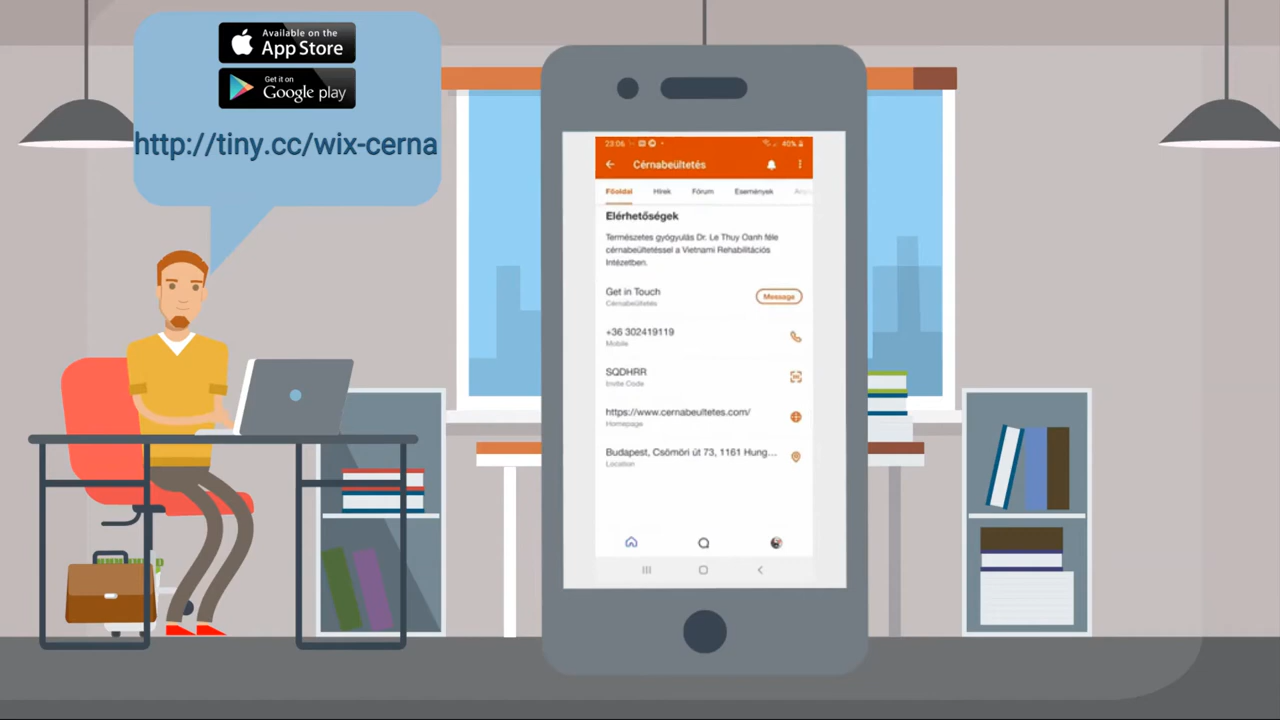 Available on the
App Store
Get it on
Google play
http://tiny.cc/wix-cerna
23:06
40%
Cérnabeültetés
Főoldal Hírek Fórum Események
Elérhetőségek
Természetes gyógyulás Dr. Le Thuy Oanh féle
cérnabeültetéssel a Vietnami Rehabilitációs
Intézetben.
Get in Touch
Cérnabeültetés
Message
+36 302419119
Mobile
SQDHRR
Invite Code
https://www.cernabeultetes.com/
Homepage
Budapest, Csömöri út 73, 1161 Hung...
Location